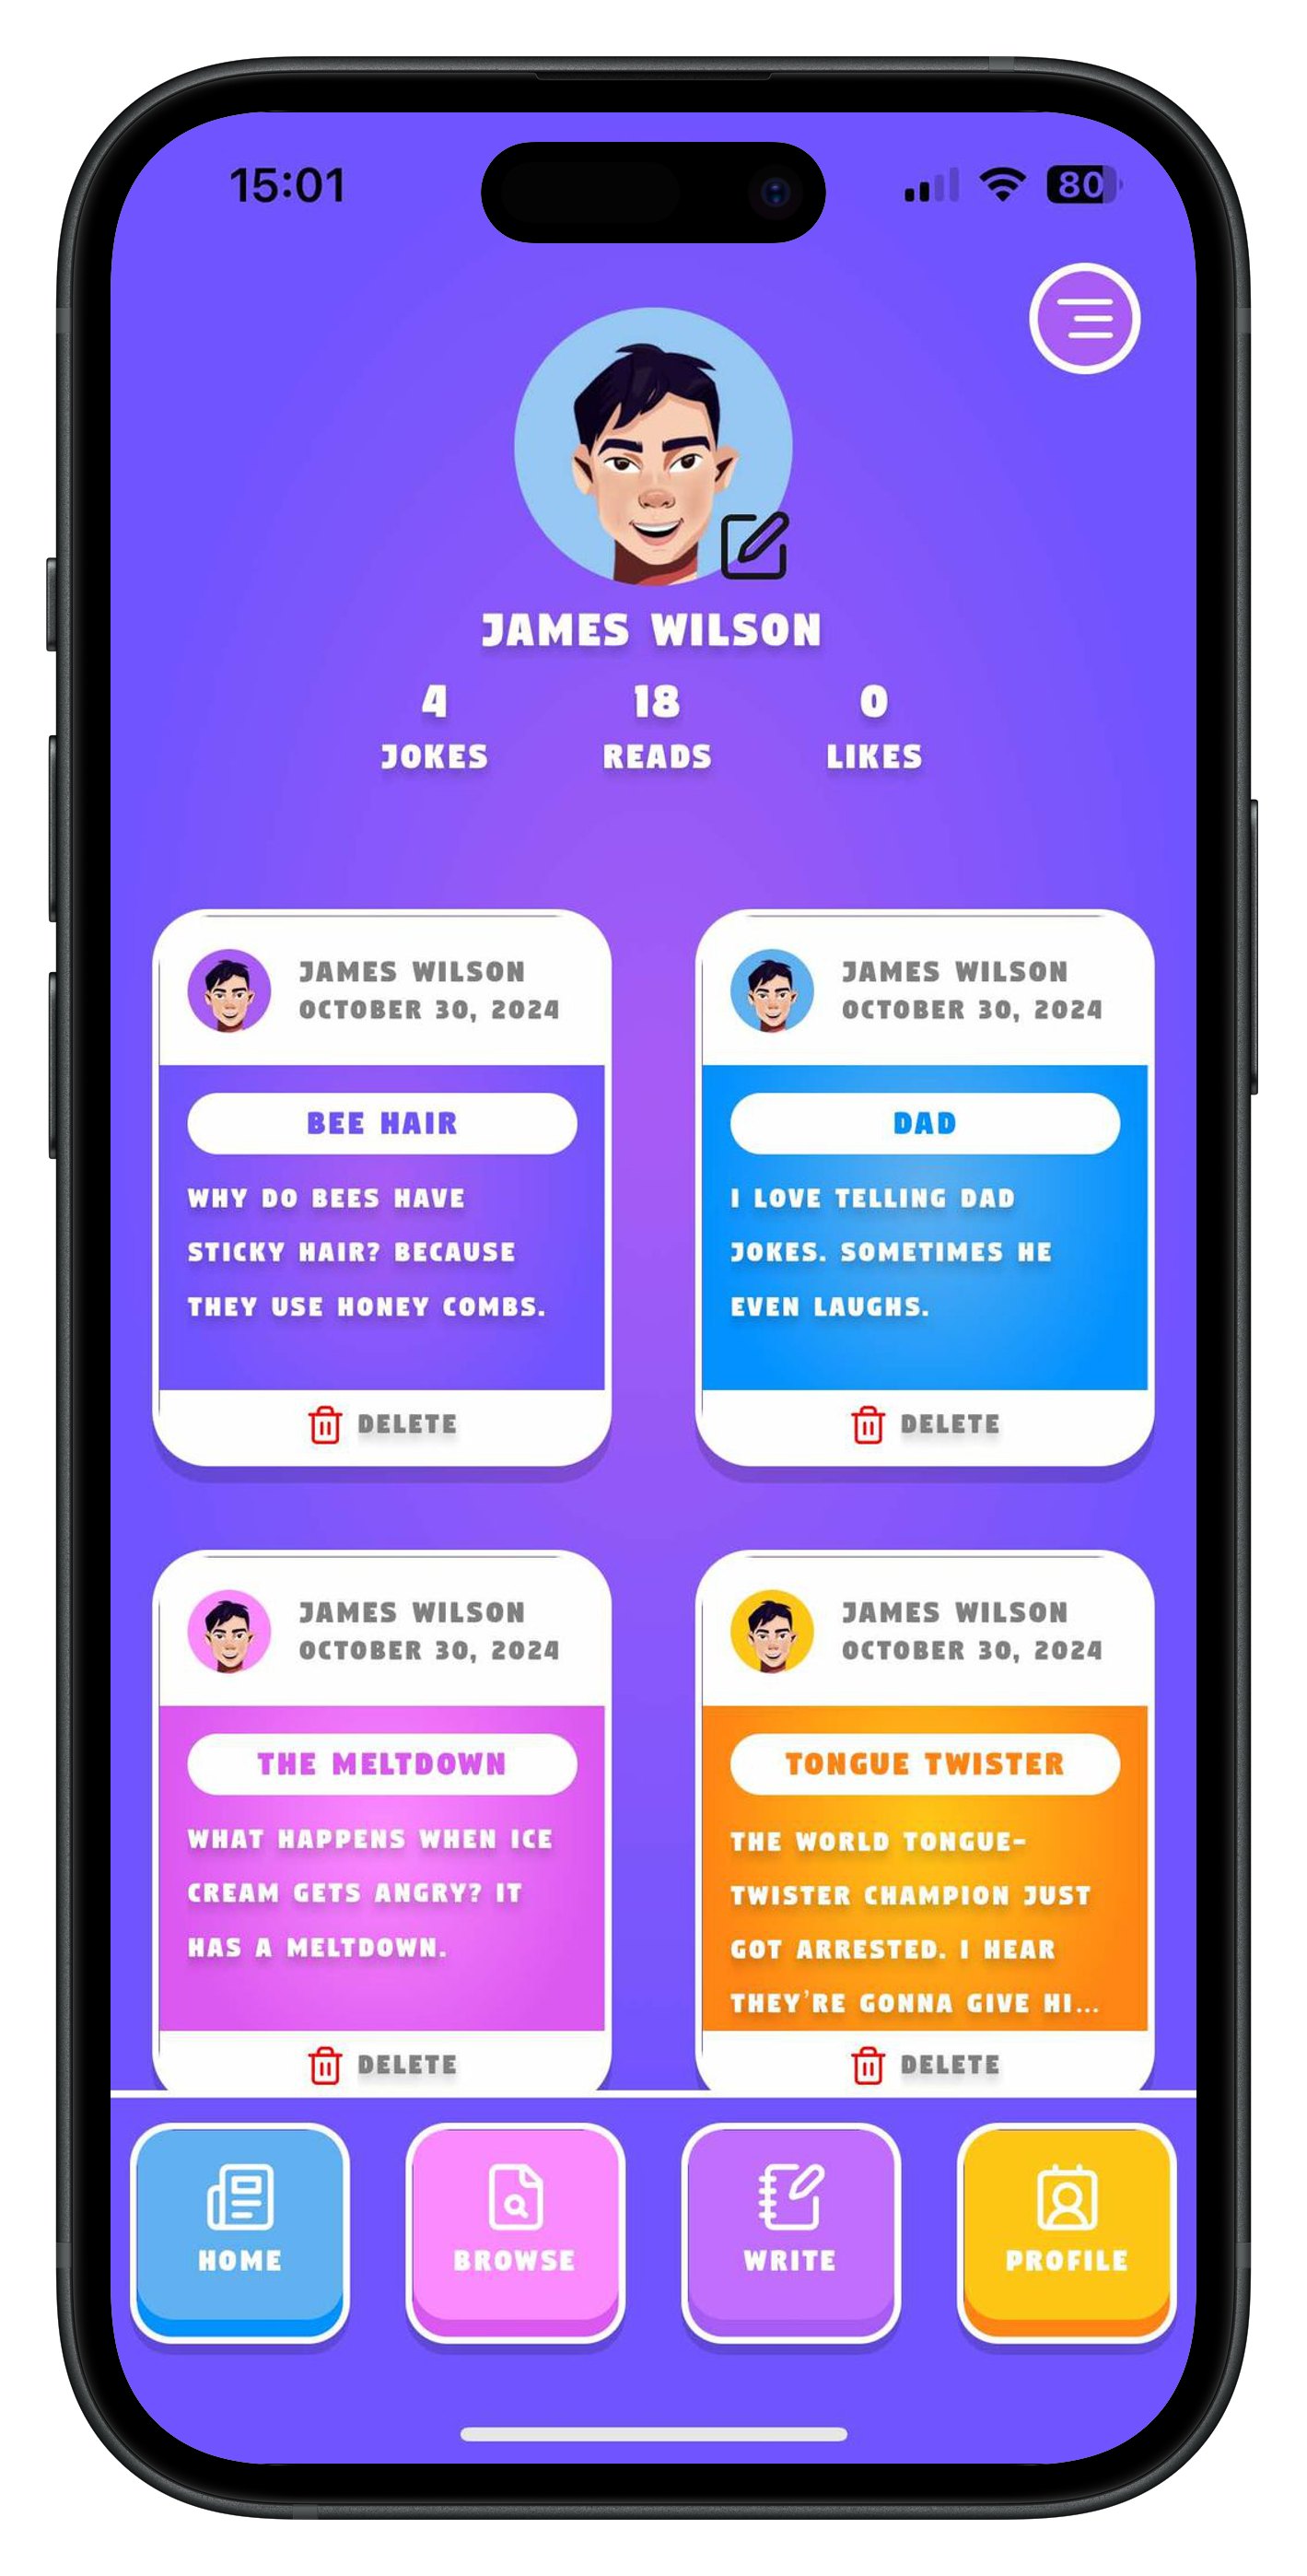 15:01
80
JAMES WILSON
4 18 0
JOKES READS LIKES
JAMES WILSON
OCTOBER 30, 2024
BEE HAIR
WHY DO BEES HAVE
STICKY HAIR? BECAUSE
THEY USE HONEY COMBS.
DELETE
JAMES WILSON
OCTOBER 30, 2024
DAD
I LOVE TELLING DAD
JOKES. SOMETIMES HE
EVEN LAUGHS.
DELETE
JAMES WILSON
OCTOBER 30, 2024
THE MELTDOWN
WHAT HAPPENS WHEN ICE
CREAM GETS ANGRY? IT
HAS A MELTDOWN.
DELETE
JAMES WILSON
OCTOBER 30, 2024
TONGUE TWISTER
THE WORLD TONGUE-
TWISTER CHAMPION JUST
GOT ARRESTED. I HEAR
THEY'RE GONNA GIVE HI...
DELETE
HOME BROWSE WRITE PROFILE